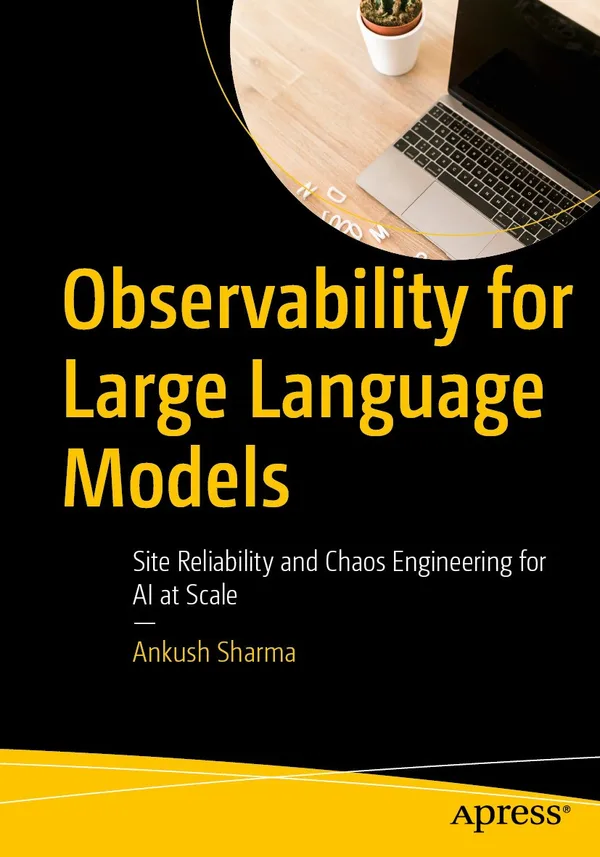 Observability for
Large Language
Models
Site Reliability and Chaos Engineering for
AI at Scale
—
Ankush Sharma
Apress®